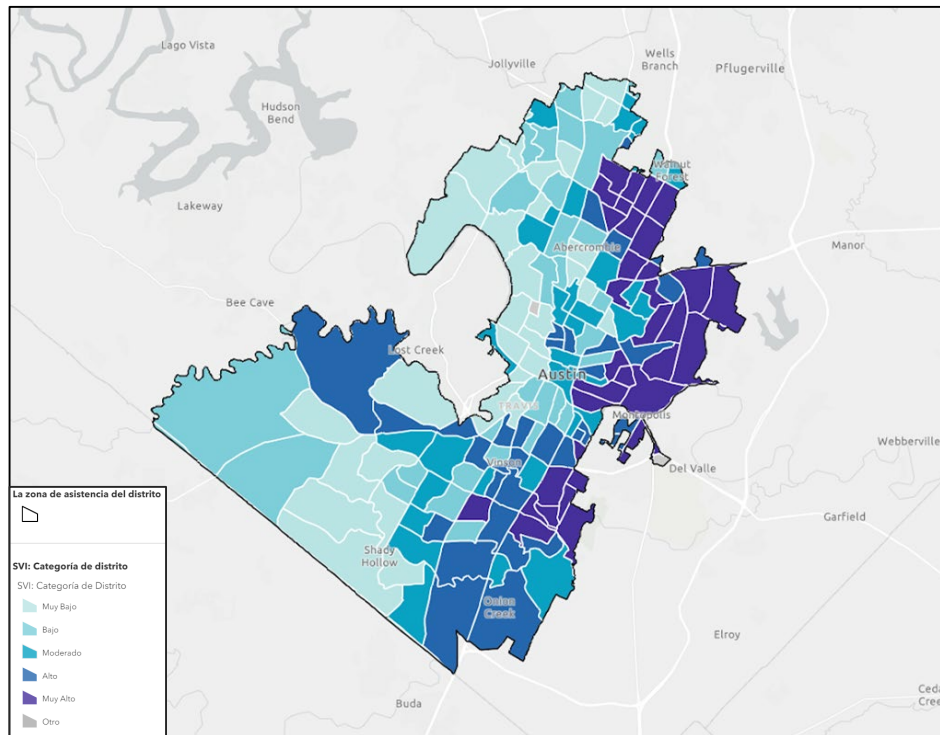 Lago Vista
Jollyville
Wells
Branch
Pflugerville
Hudson
Bend
Walnut
Forest
Lakeway
Abercrombie
Manor
Bee Cave
Lost Creek
Austin
TRAVIS
Montopolis
Webberville
Vinson
Del Valle
Garfield
Shady
Hollow
Onion
Creek
Elroy
Buda
Ceda
Cree
La zona de asistencia del distrito
SVI: Categoría de distrito
SVI: Categoría de Distrito
Muy Bajo
Bajo
Moderado
Alto
Muy Alto
Otro